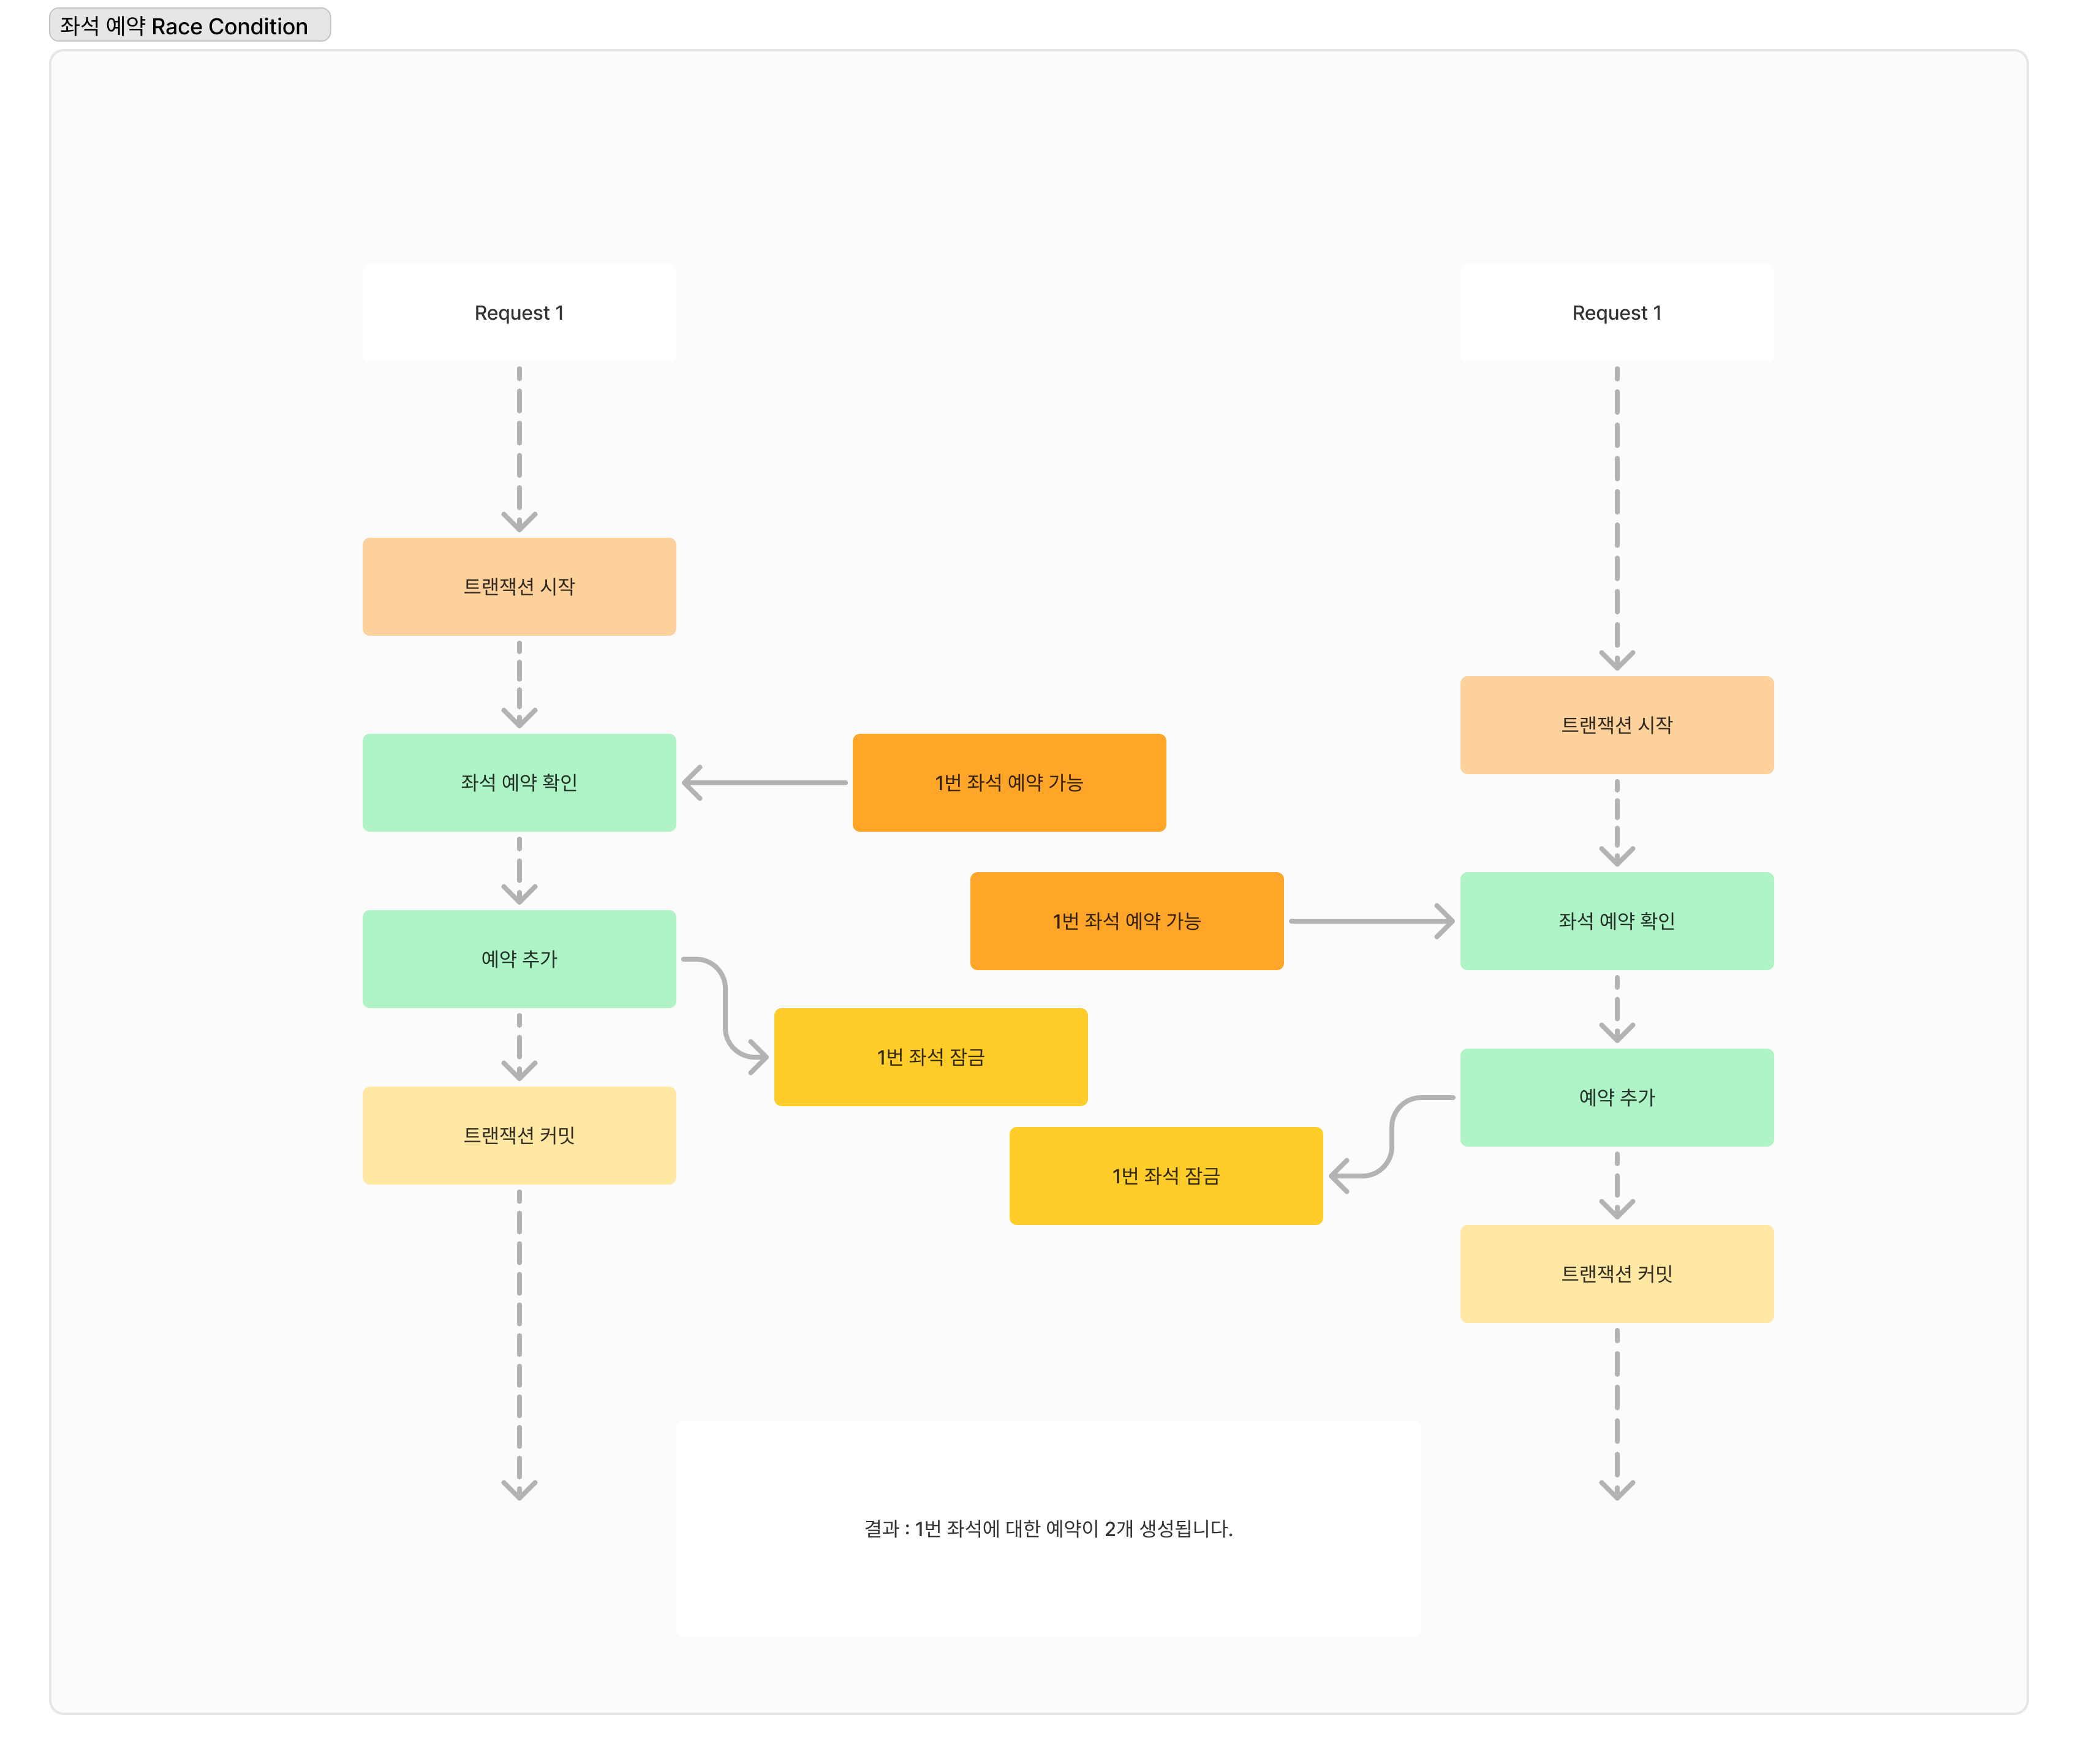 좌석 예약 Race Condition
Request 1
Request 1
트랜잭션 시작
트랜잭션 시작
좌석 예약 확인
1번 좌석 예약 가능
1번 좌석 예약 가능
좌석 예약 확인
예약 추가
1번 좌석 잠금
예약 추가
트랜잭션 커밋
1번 좌석 잠금
트랜잭션 커밋
결과 : 1번 좌석에 대한 예약이 2개 생성됩니다.